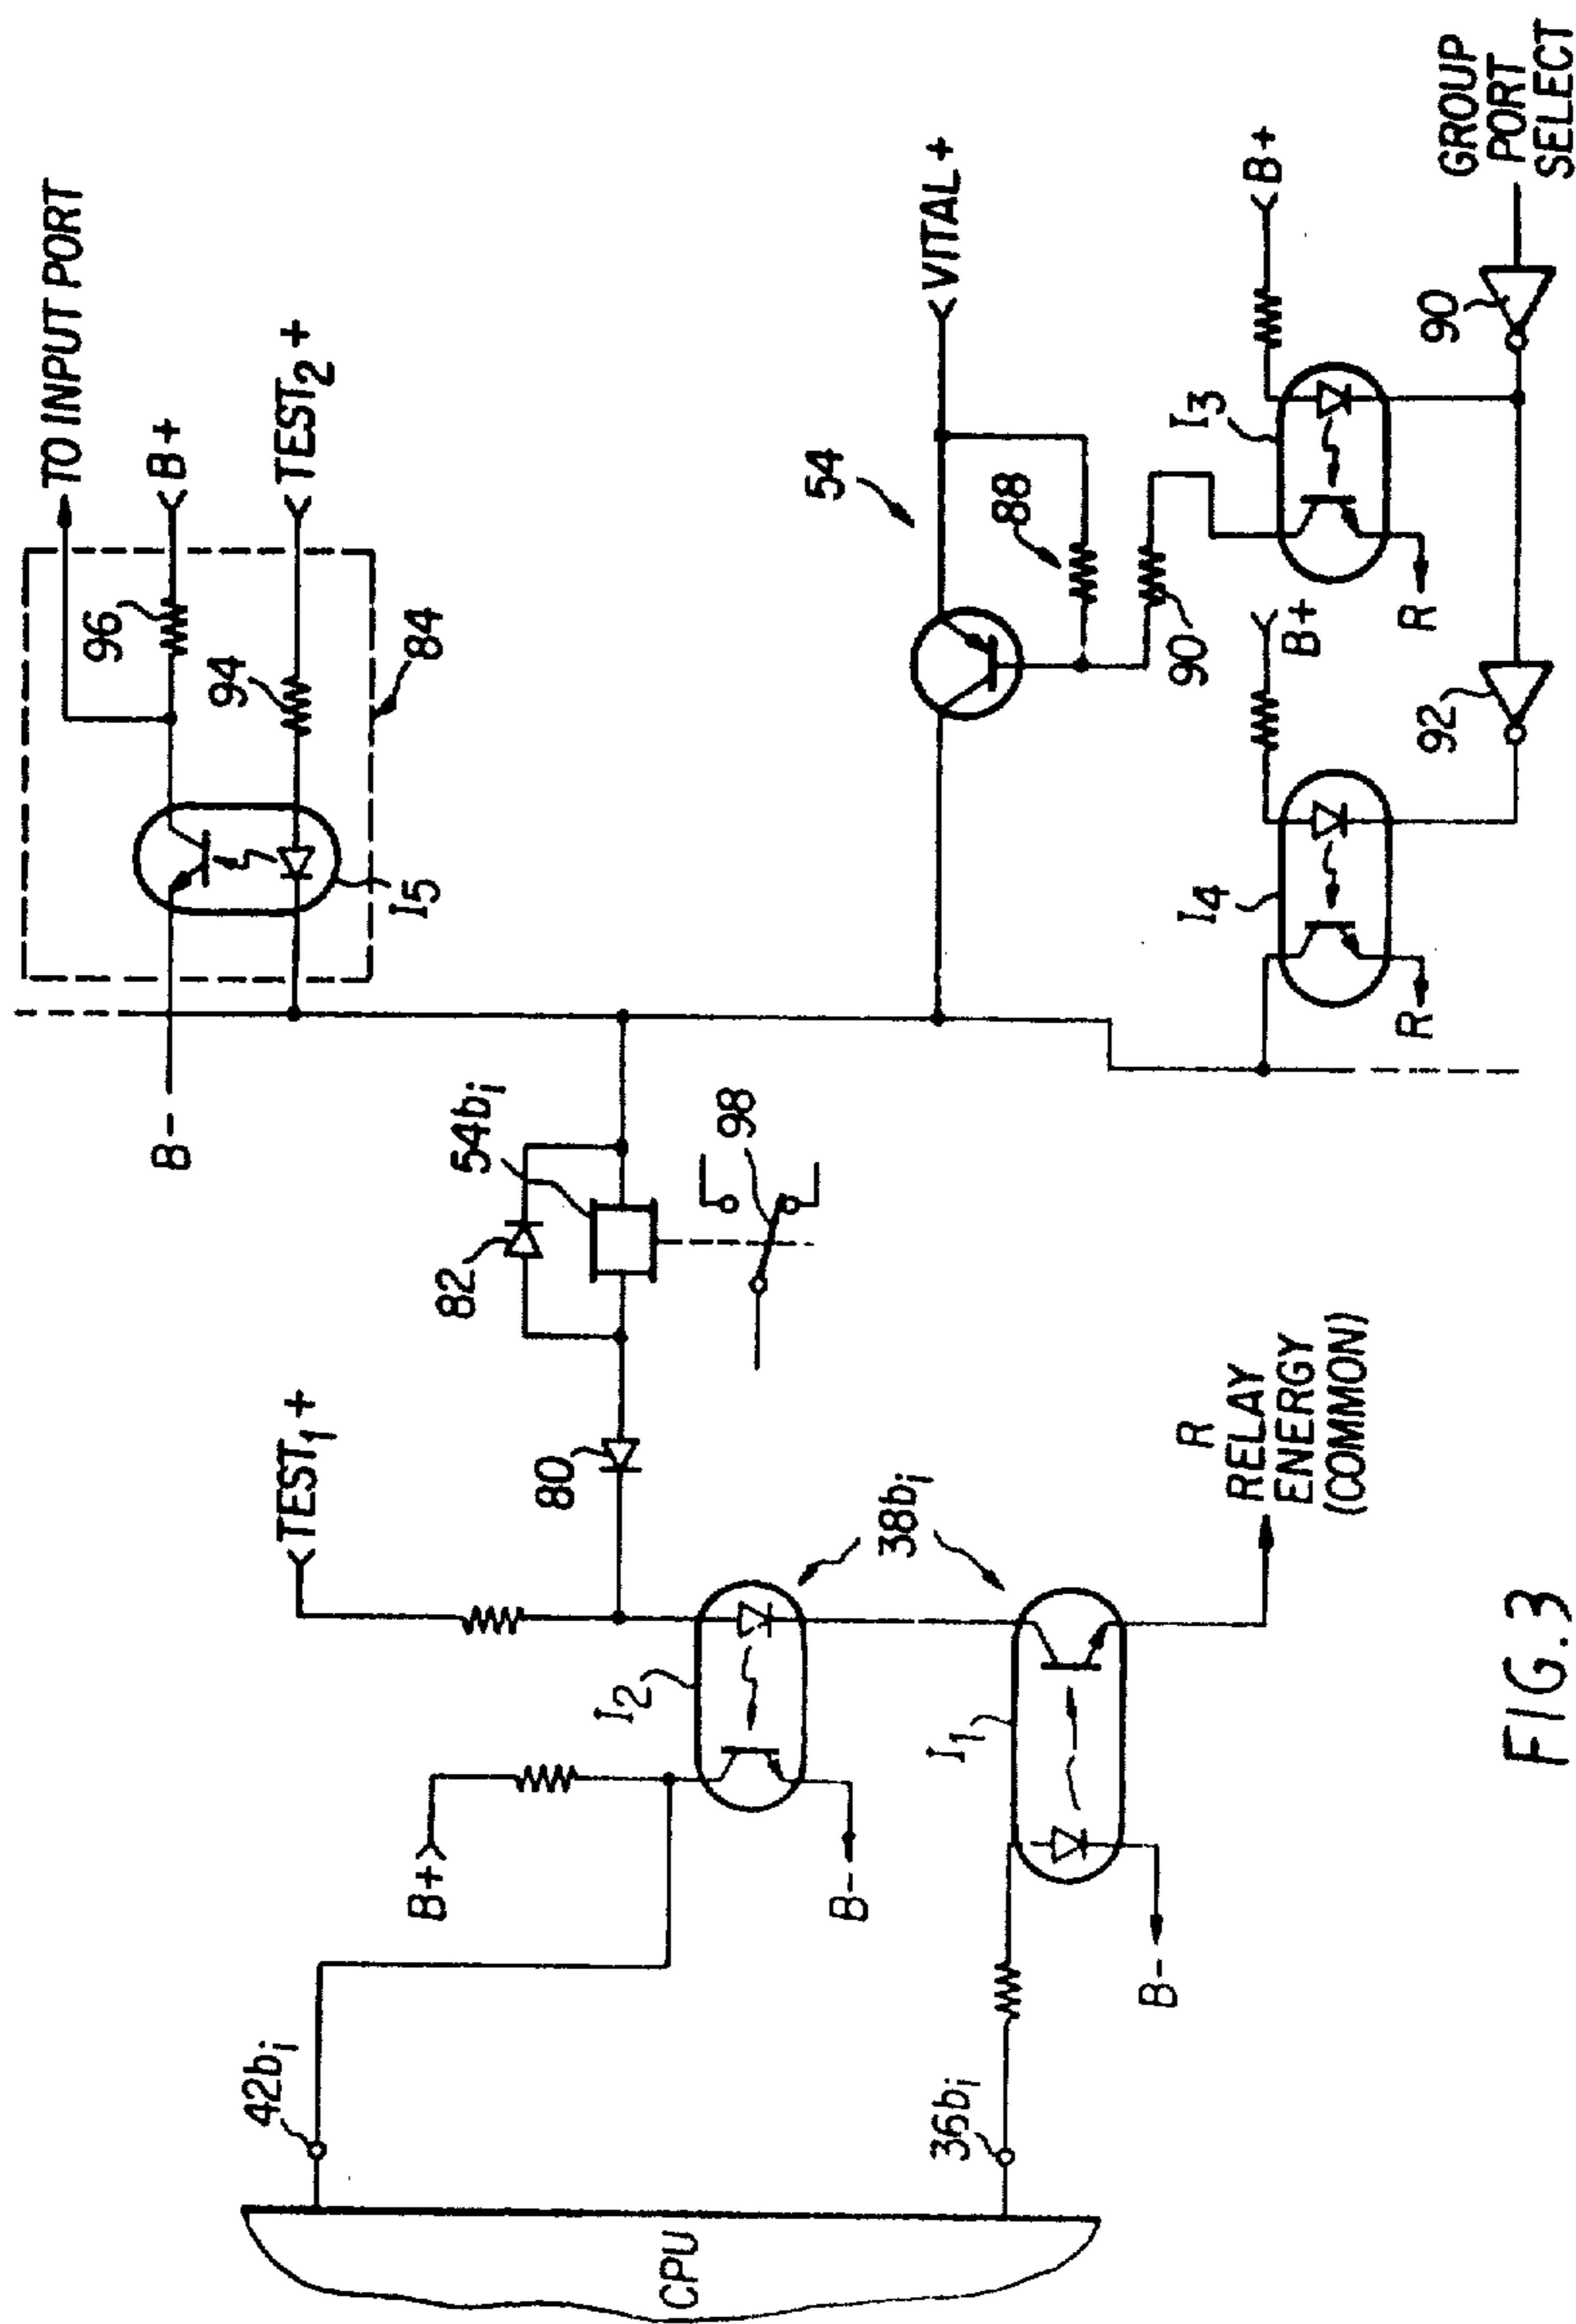 TO INPUT PORT
B+
TEST2+
96
94
84
I5
B-
TEST1+
82
54bi
80
98
B+
I2
42bi
B-
38bi
CPU
36bi
I1
B-
R
RELAY
ENERGY
(COMMON)
54
VITAL+
88
90
I3
B+
R
I4
B+
R
92
90
GROUP
PORT
SELECT
FIG.3